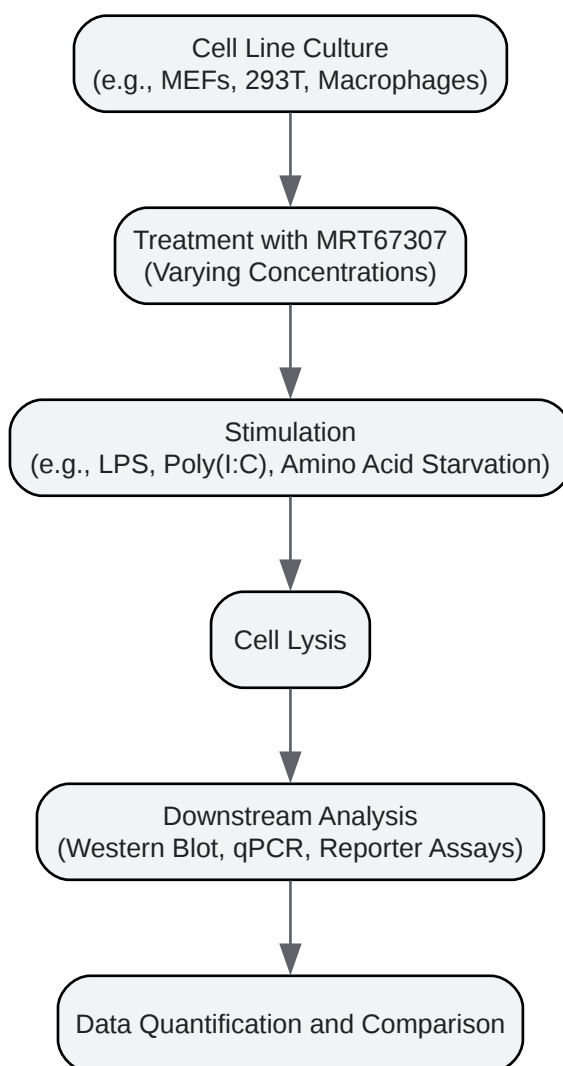 Cell Line Culture
(e.g., MEFs, 293T, Macrophages)
Treatment with MRT67307
(Varying Concentrations)
Stimulation
(e.g., LPS, Poly(I:C), Amino Acid Starvation)
Cell Lysis
Downstream Analysis
(Western Blot, qPCR, Reporter Assays)
Data Quantification and Comparison